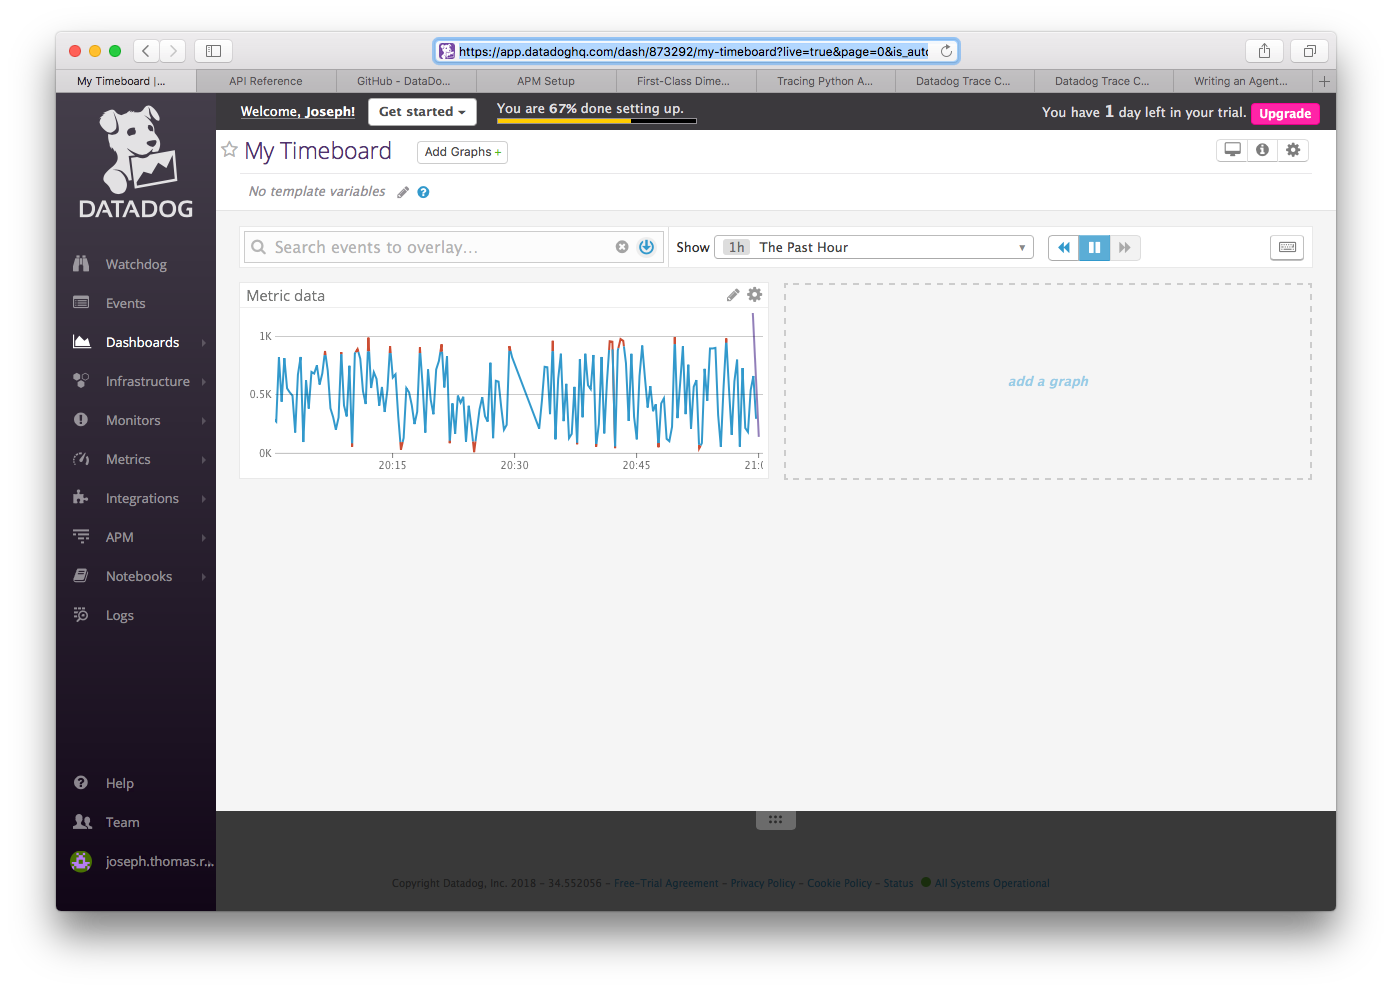 https://app.datadoghq.com/dash/873292/my-timeboard?live=true&page=0&is_auto
My Timeboard |...
API Reference
GitHub - DataDo...
APM Setup
First-Class Dime...
Tracing Python A...
Datadog Trace C...
Datadog Trace C...
Writing an Agent...
DATADOG
Watchdog
Events
Dashboards
Infrastructure
Monitors
Metrics
Integrations
APM
Notebooks
Logs
Help
Team
joseph.thomas.r...
Welcome, Joseph!
Get started
You are 67% done setting up.
You have 1 day left in your trial.
Upgrade
My Timeboard
Add Graphs +
No template variables
Search events to overlay...
Show
1h The Past Hour
Metric data
1K
0.5K
0K
20:15
20:30
20:45
21:0
add a graph
Copyright Datadog, Inc. 2018 - 34.552056 - Free-Trial Agreement - Privacy Policy - Cookie Policy - Status All Systems Operational